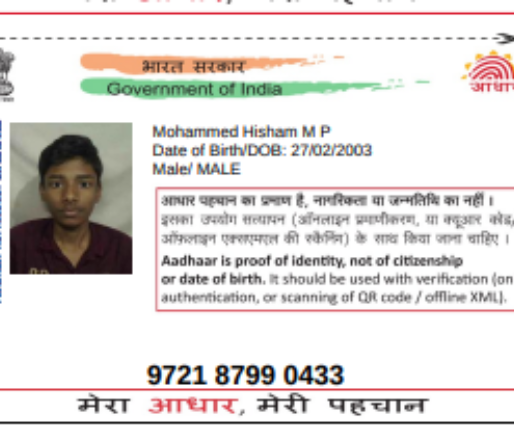 भारत सरकार
Government of India
आधार
Mohammed Hisham M P
Date of Birth/DOB: 27/02/2003
Male/ MALE
आधार पहचान का प्रमाण है, नागरिकता या जन्मतिथि का नहीं ।
इसका उपयोग सत्यापन (ऑनलाइन प्रमाणीकरण, या क्यूआर कोड/
ऑफ़लाइन एक्सएमएल की स्कैनिंग) के साथ किया जाना चाहिए ।
Aadhaar is proof of identity, not of citizenship
or date of birth. It should be used with verification (on
authentication, or scanning of QR code / offline XML).
9721 8799 0433
मेरा आधार, मेरी पहचान